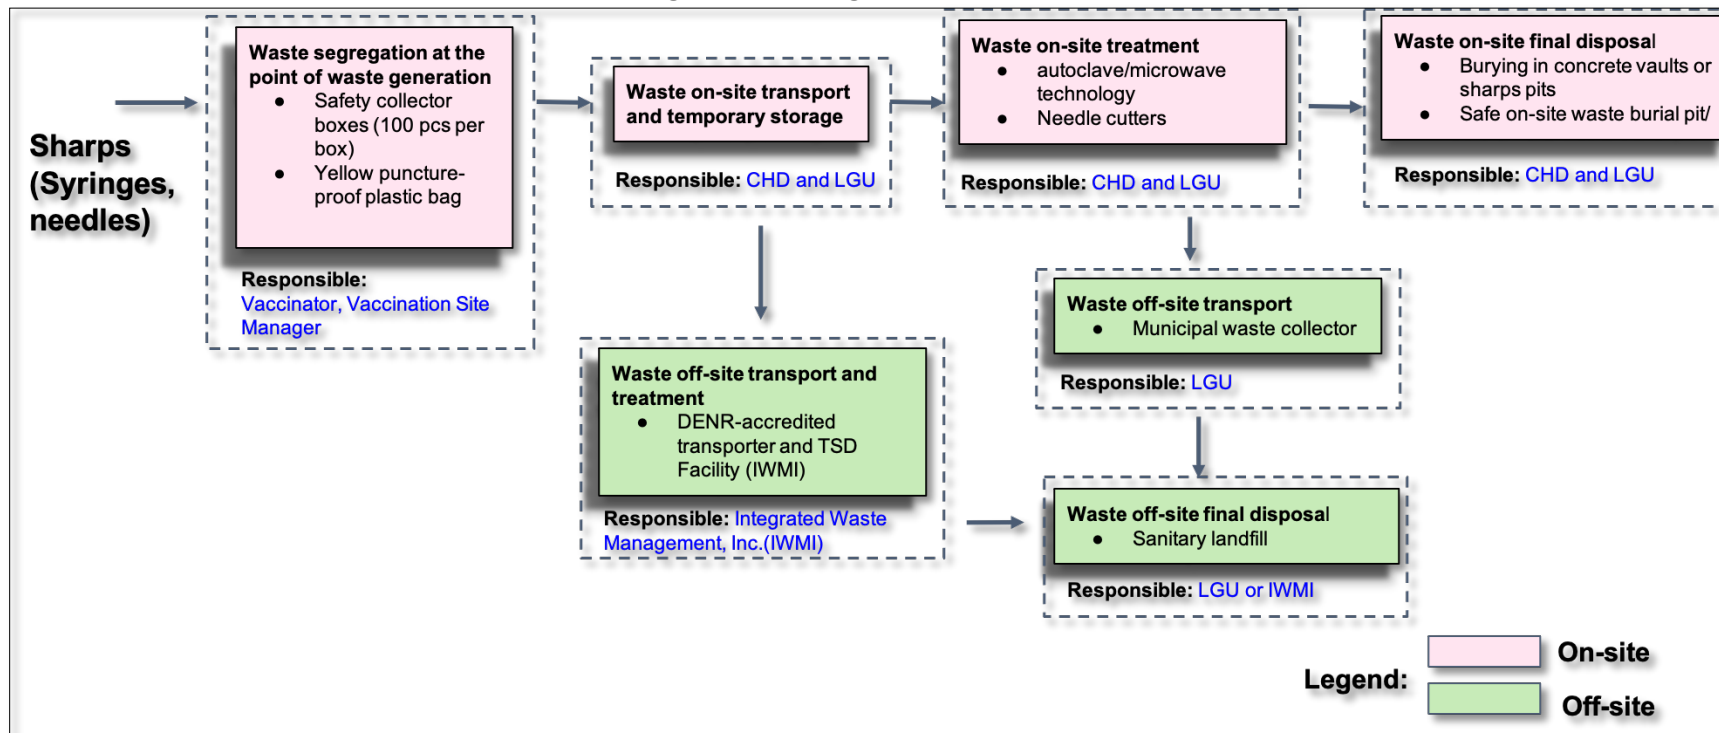 Sharps
(Syringes,
needles)
Waste segregation at the
point of waste generation
● Safety collector
boxes (100 pcs per
box)
● Yellow puncture-
proof plastic bag
Responsible:
Vaccinator, Vaccination Site
Manager
Waste on-site transport
and temporary storage
Responsible: CHD and LGU
Waste on-site treatment
● autoclave/microwave
technology
● Needle cutters
Responsible: CHD and LGU
Waste on-site final disposal
● Burying in concrete vaults or
sharps pits
● Safe on-site waste burial pit/
Responsible: CHD and LGU
Waste off-site transport and
treatment
● DENR-accredited
transporter and TSD
Facility (IWMI)
Responsible: Integrated Waste
Management, Inc.(IWMI)
Waste off-site transport
● Municipal waste collector
Responsible: LGU
Waste off-site final disposal
● Sanitary landfill
Responsible: LGU or IWMI
Legend:
On-site
Off-site